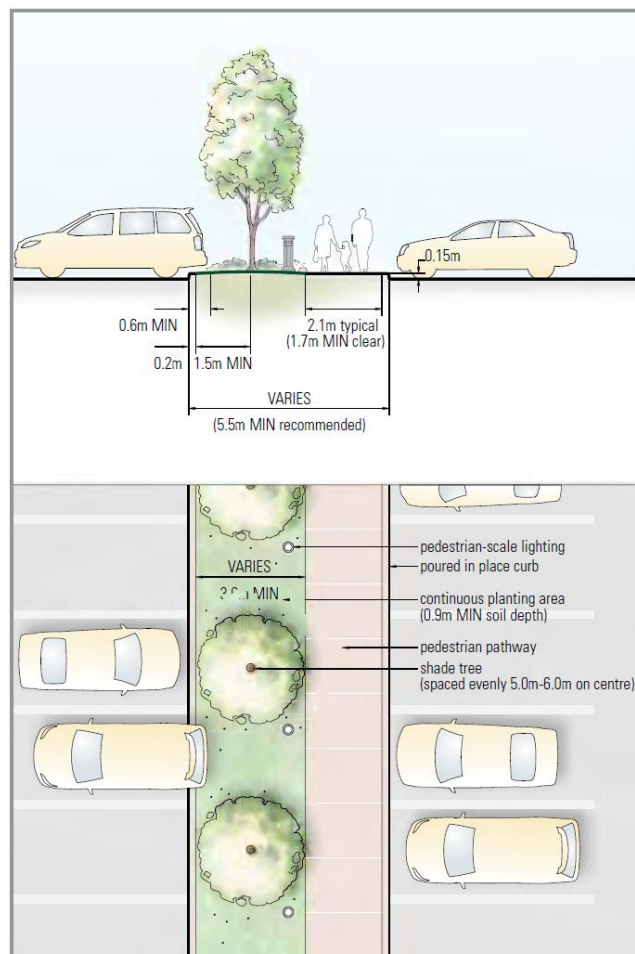 0.15m
0.6m MIN
2.1m typical
(1.7m MIN clear)
0.2m
1.5m MIN
VARIES
(5.5m MIN recommended)
pedestrian-scale lighting
poured in place curb
VARIES
MIN
continuous planting area
(0.9m MIN soil depth)
pedestrian pathway
shade tree
(spaced evenly 5.0m-6.0m on centre)